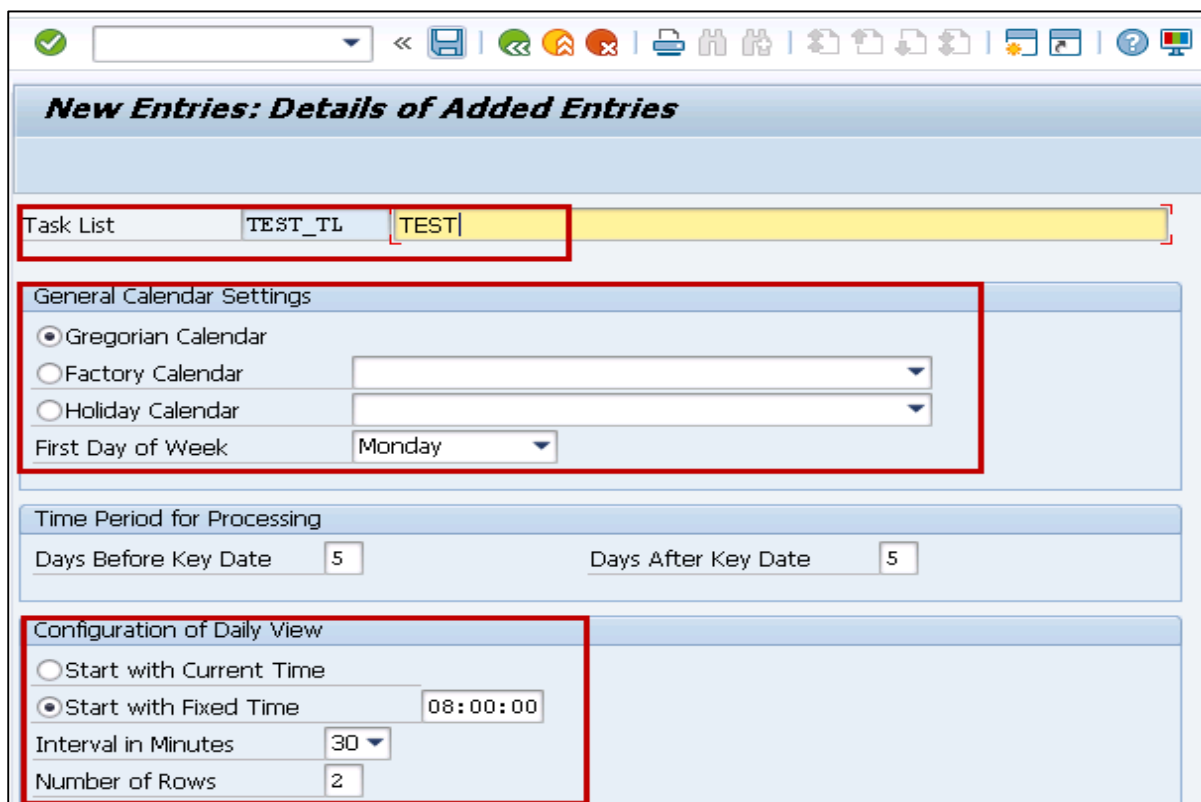 New Entries: Details of Added Entries
Task List TEST_TL TEST
General Calendar Settings
Gregorian Calendar
Factory Calendar
Holiday Calendar
First Day of Week Monday
Time Period for Processing
Days Before Key Date 5 Days After Key Date 5
Configuration of Daily View
Start with Current Time
Start with Fixed Time 08:00:00
Interval in Minutes 30
Number of Rows 2